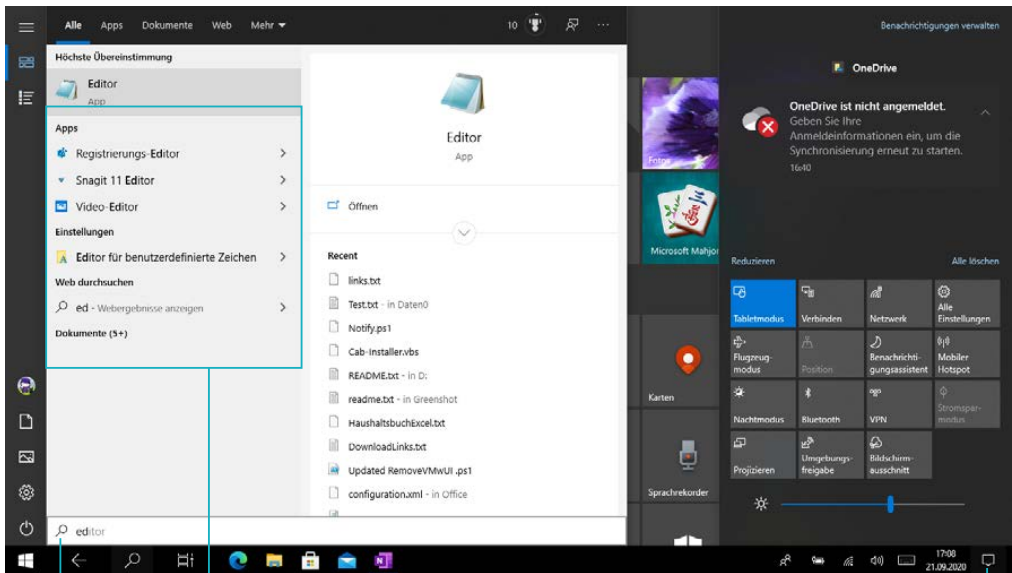 Alle Apps Dokumente Web Mehr
10
Höchste Übereinstimmung
Editor
App
Apps
Registrierungs-Editor
Snagit 11 Editor
Video-Editor
Einstellungen
Editor für benutzerdefinierte Zeichen
Web durchsuchen
ed - Webergebnisse anzeigen
Dokumente (5+)
editor
Editor
App
Öffnen
Recent
links.txt
Test.txt - in Daten0
Notify.ps1
Cab-Installer.vbs
README.txt - in D:
readme.txt - in Greenshot
HaushaltsbuchExcel.txt
DownloadLinks.txt
Updated RemoveVMwUI .ps1
configuration.xml - in Office
Fotos
Microsoft Mahjo
Karten
Sprachrekorder
Benachrichtigungen verwalten
OneDrive
OneDrive ist nicht angemeldet.
Geben Sie Ihre
Anmeldeinformationen ein, um die
Synchronisierung erneut zu starten.
16:40
Reduzieren Alle löschen
Tabletmodus
Verbinden
Netzwerk
Alle
Einstellungen
Flugzeug-
modus
Position
Benachrichti-
gungsassistent
Mobiler
Hotspot
Nachtmodus
Bluetooth
VPN
Stromspar-
modus
Projizieren
Umgebungs-
freigabe
Bildschirm-
ausschnitt
17:08
21.09.2020